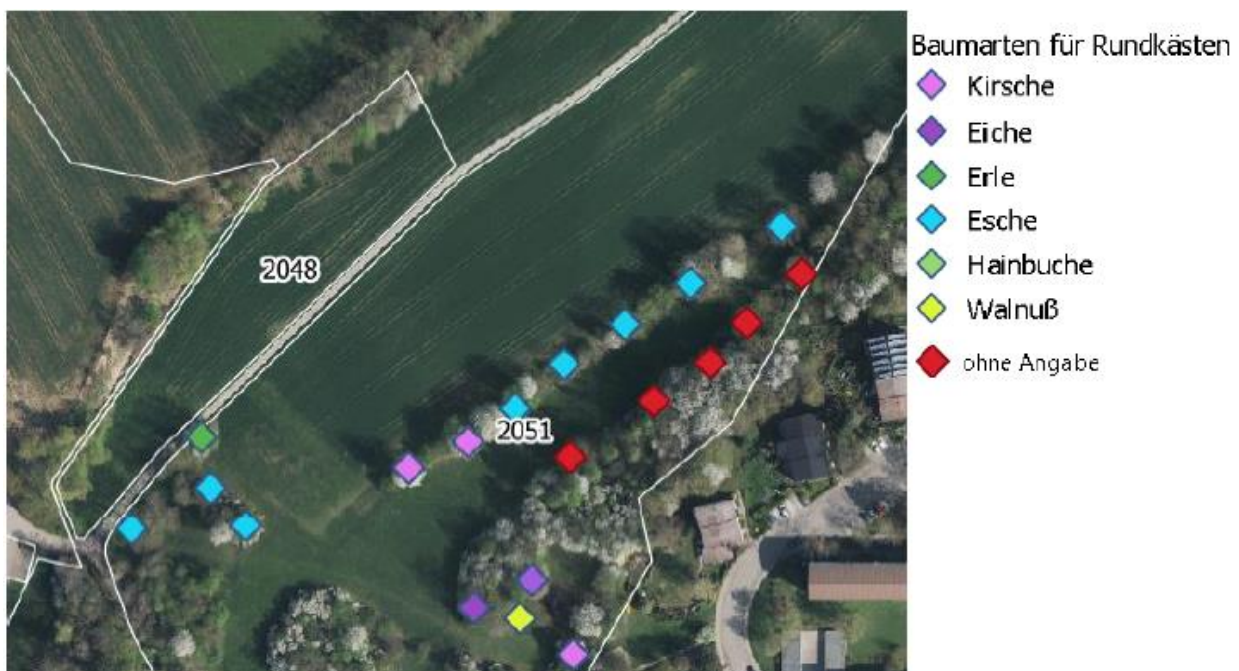 Baumarten für Rundkästen
Kirsche
Eiche
Erle
Esche
Hainbuche
Walnuß
ohne Angabe
2048
2051